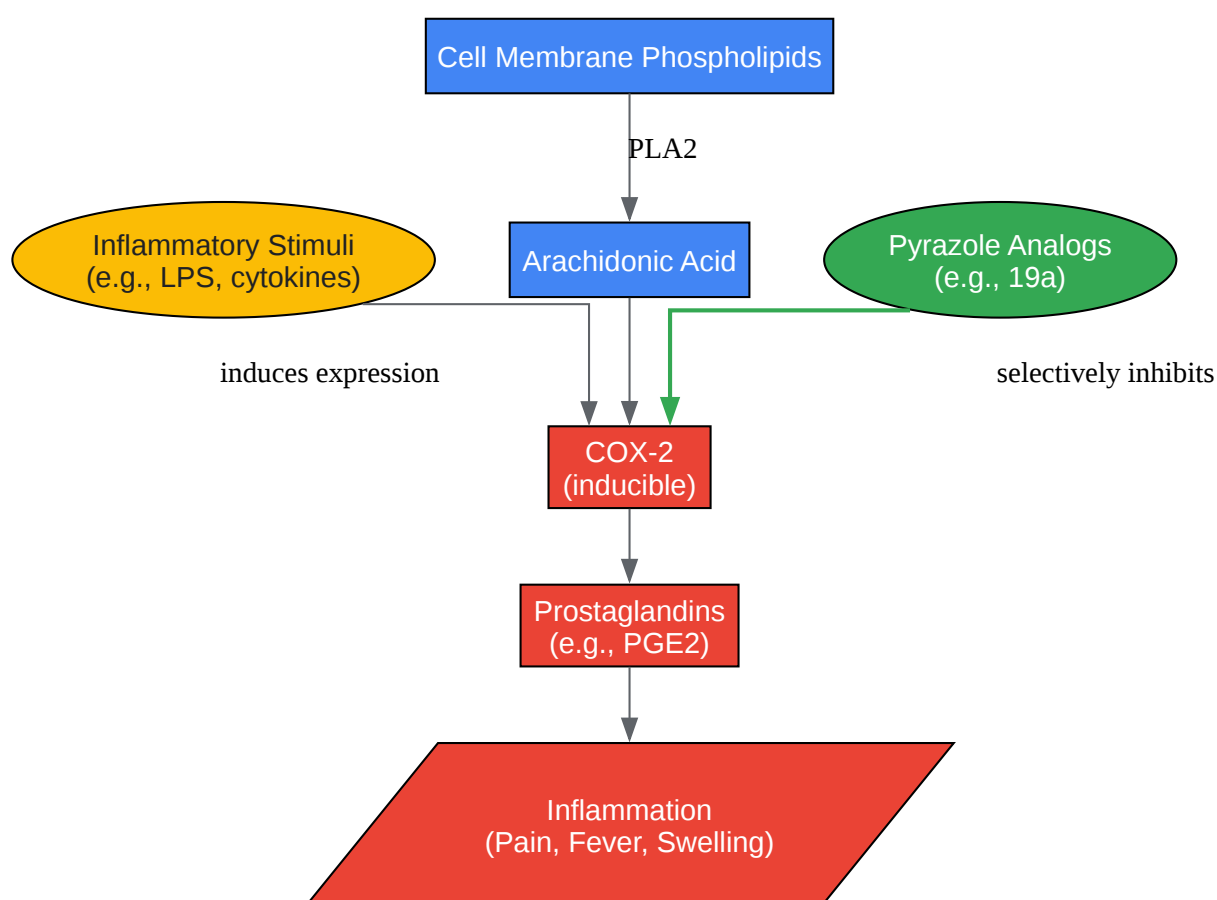 Cell Membrane Phospholipids
PLA2
Inflammatory Stimuli
(e.g., LPS, cytokines)
Arachidonic Acid
Pyrazole Analogs
(e.g., 19a)
induces expression
selectively inhibits
COX-2
(inducible)
Prostaglandins
(e.g., PGE2)
Inflammation
(Pain, Fever, Swelling)